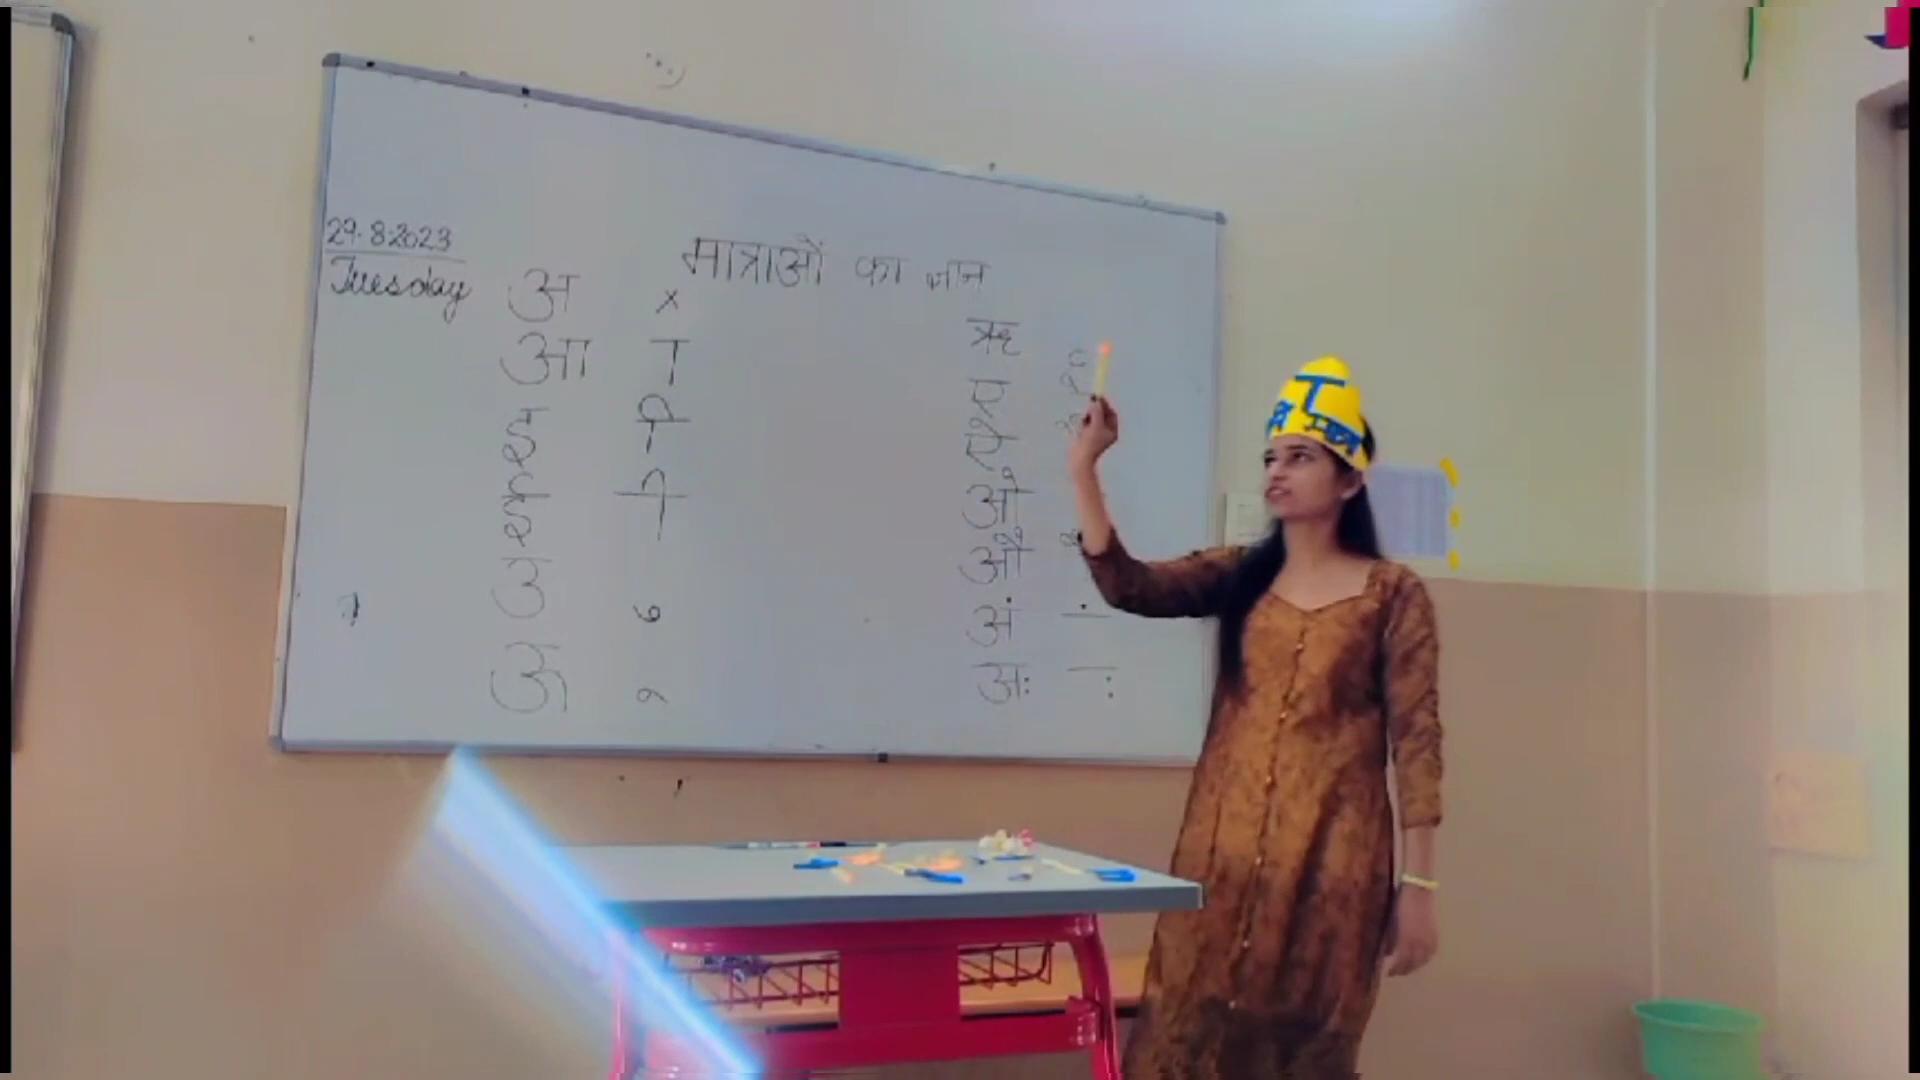 29.8.2023
Tuesday
मात्राओं का ज्ञान
अ ×
आ ा
इ ि
ई ी
उ ु
ऊ ू
ऋ
ए
ऐ
ओ
औ
अं ं
अः ः